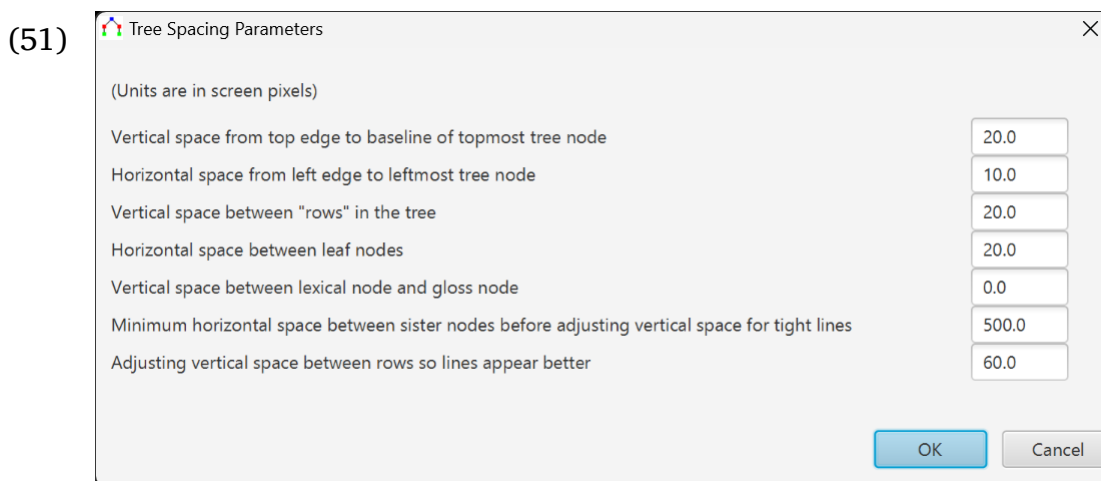 (51)
Tree Spacing Parameters
(Units are in screen pixels)
Vertical space from top edge to baseline of topmost tree node 20.0
Horizontal space from left edge to leftmost tree node 10.0
Vertical space between "rows" in the tree 20.0
Horizontal space between leaf nodes 20.0
Vertical space between lexical node and gloss node 0.0
Minimum horizontal space between sister nodes before adjusting vertical space for tight lines 500.0
Adjusting vertical space between rows so lines appear better 60.0
OK Cancel